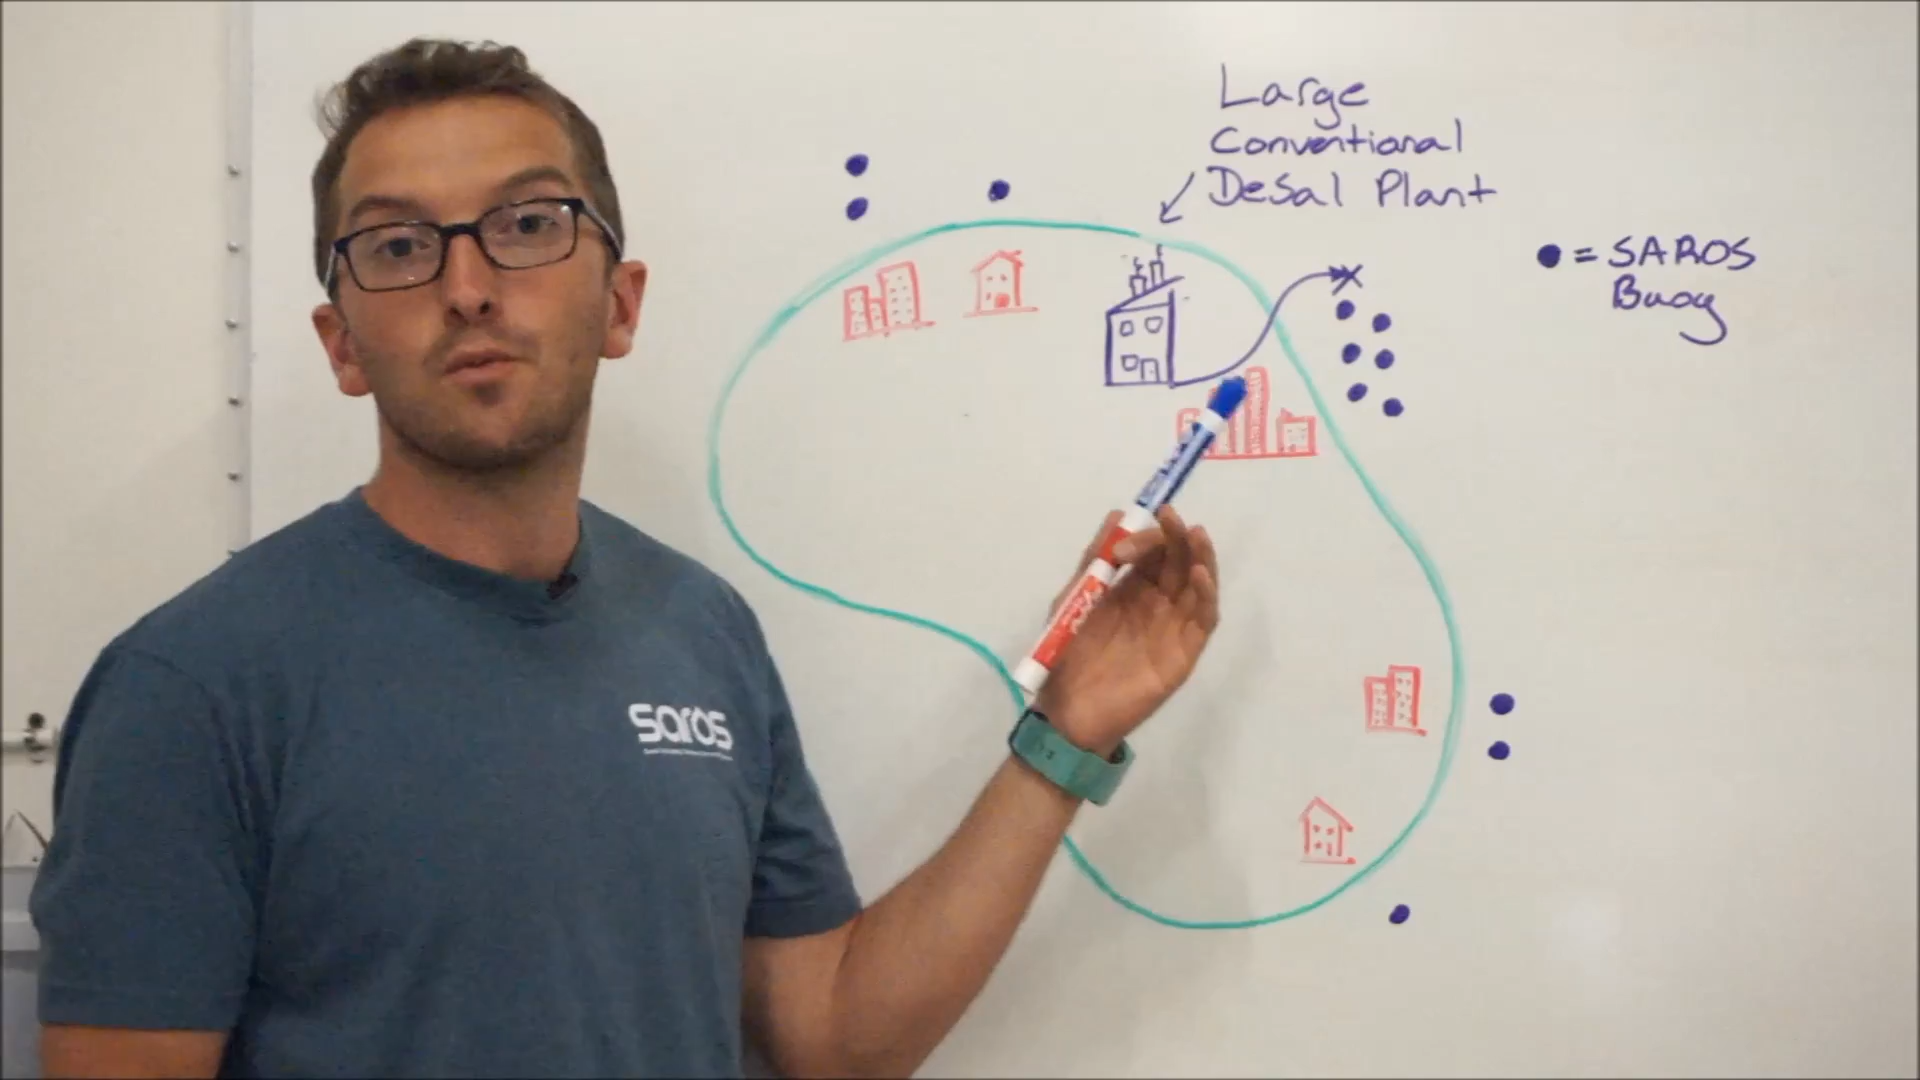 Large
Conventional
Desal Plant
= SAROS
Buoy
saros